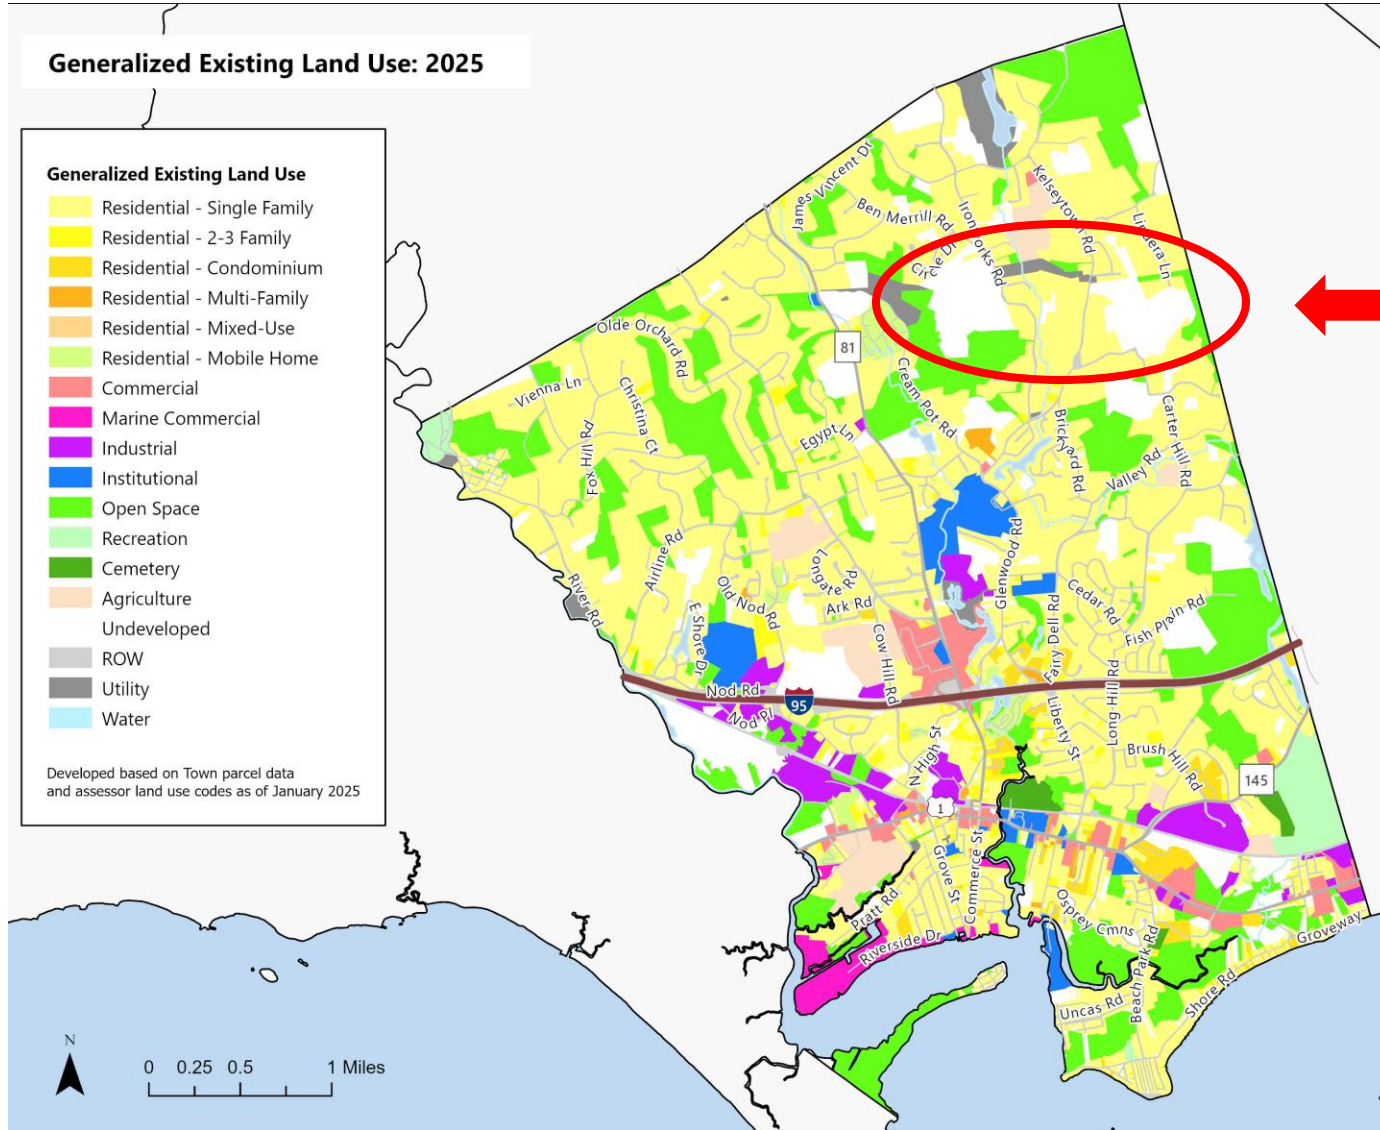 Generalized Existing Land Use: 2025
Generalized Existing Land Use
Residential - Single Family
Residential - 2-3 Family
Residential - Condominium
Residential - Multi-Family
Residential - Mixed-Use
Residential - Mobile Home
Commercial
Marine Commercial
Industrial
Institutional
Open Space
Recreation
Cemetery
Agriculture
Undeveloped
ROW
Utility
Water
Developed based on Town parcel data
and assessor land use codes as of January 2025
James Vincent Dr
Ben Merrill Rd
Ironworks Rd
Kelseytown Rd
Lindera Ln
Circle Dr
Olde Orchard Rd
81
Vienna Ln
Christina Ct
Cream Pot Rd
Fox Hill Rd
Egypt Ln
Brickyard Rd
Carter Hill Rd
Valley Rd
Airline Rd
Longate Rd
Glenwood Rd
River Rd
Old Nod Rd
Ark Rd
Cedar Rd
E Shore Dr
Cow Hill Rd
Fairy Dell Rd
Fish Plain Rd
Nod Rd
95
Nod Pl
Liberty St
Long Hill Rd
N High St
Brush Hill Rd
145
1
Grove St
Commerce St
Pratt Rd
Osprey Cmns
Riverside Dr
Beach Park Rd
Groveway
Shore Rd
Uncas Rd
N
0 0.25 0.5 1 Miles